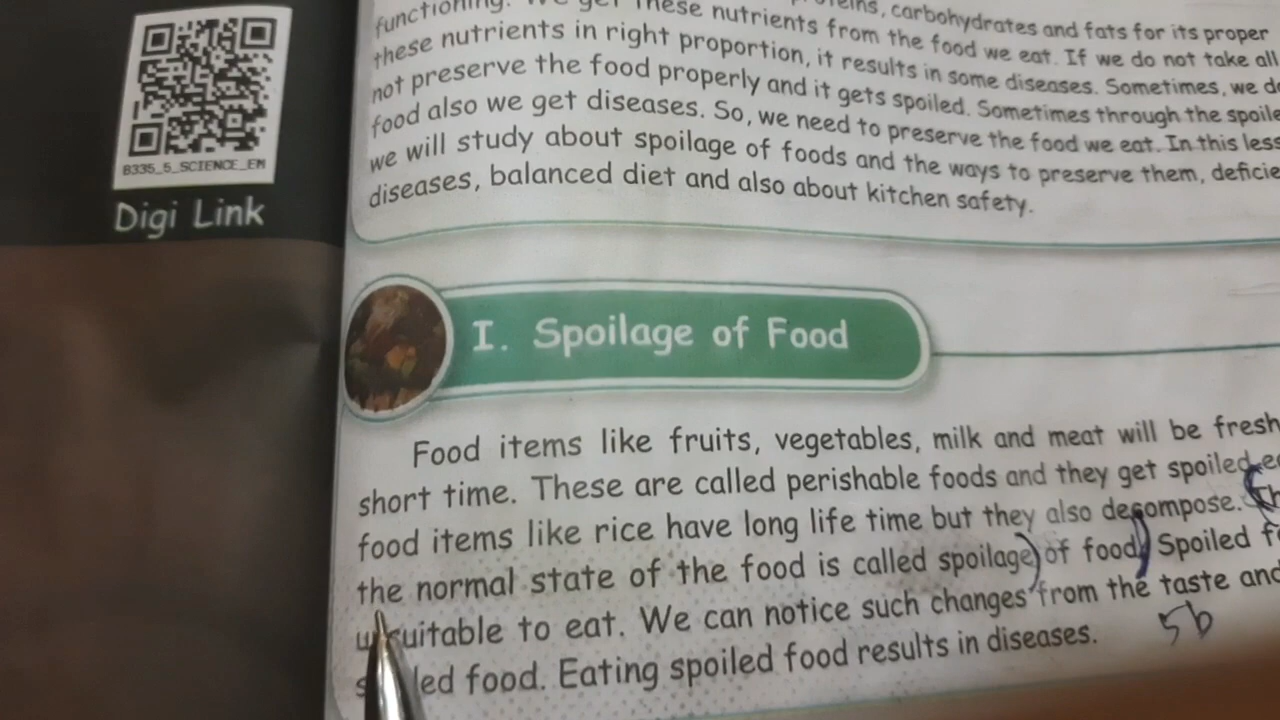 B335_5_SCIENCE_EM
Digi Link
functioning. We get these nutrients from the food we eat. If we do not take all
carbohydrates and fats for its proper
these nutrients in right proportion, it results in some diseases. Sometimes, we
not preserve the food properly and it gets spoiled. Sometimes through the
food also we get diseases. So, we need to preserve the food we eat. In this
we will study about spoilage of foods and the ways to preserve them,
diseases, balanced diet and also about kitchen safety.
I. Spoilage of Food
Food items like fruits, vegetables, milk and meat will be fresh
short time. These are called perishable foods and they get spoiled
food items like rice have long life time but they also decompose.
the normal state of the food is called spoilage) of food) Spoiled
unsuitable to eat. We can notice such changes from the taste and
food. Eating spoiled food results in diseases.
5b